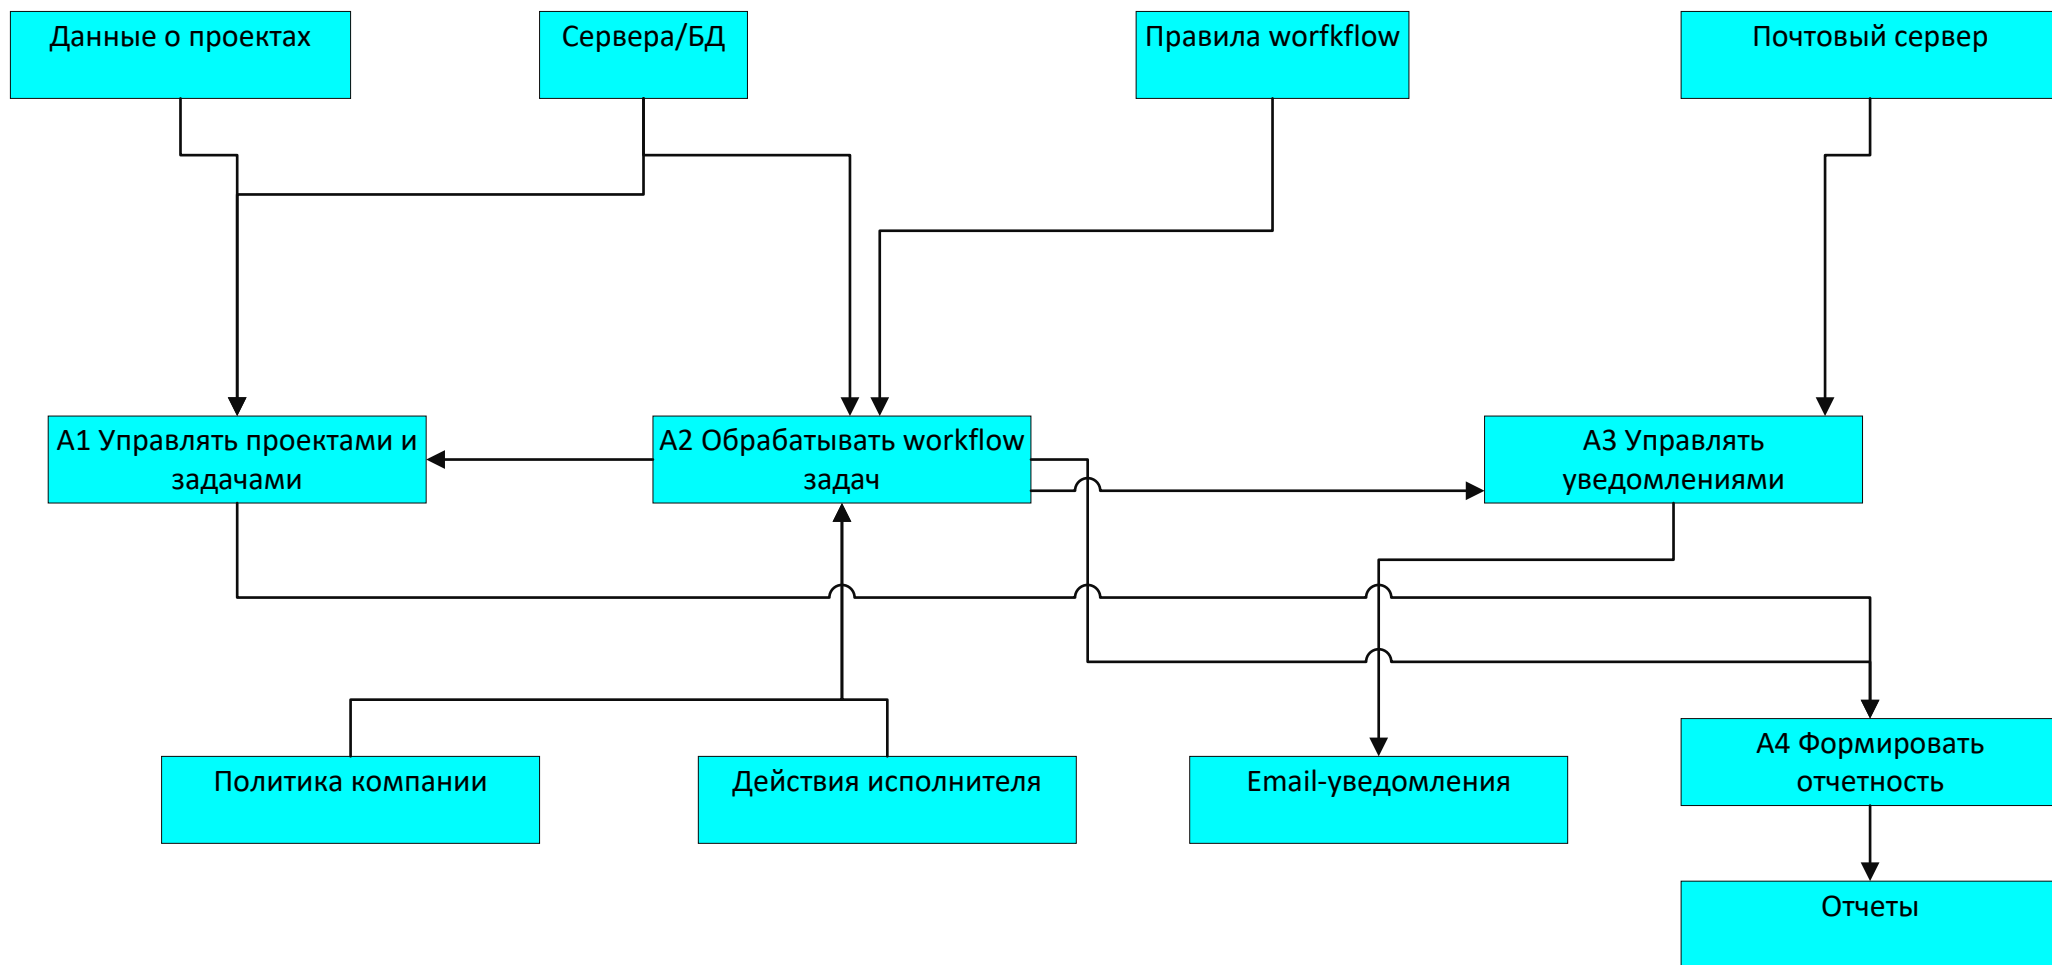 Данные о проектах
Сервера/БД
Правила worfkflow
Почтовый сервер
А1 Управлять проектами и
задачами
А2 Обрабатывать workflow
задач
А3 Управлять
уведомлениями
Политика компании
Действия исполнителя
Email-уведомления
А4 Формировать
отчетность
Отчеты